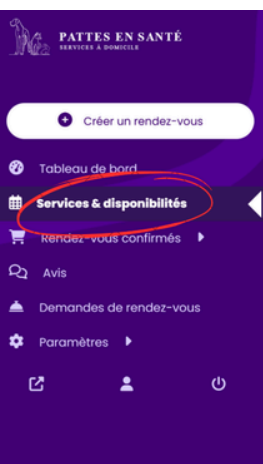 PATTES EN SANTÉ
SERVICES À DOMICILE
Créer un rendez-vous
Tableau de bord
Services & disponibilités
Rendez-vous confirmés
Avis
Demandes de rendez-vous
Paramètres